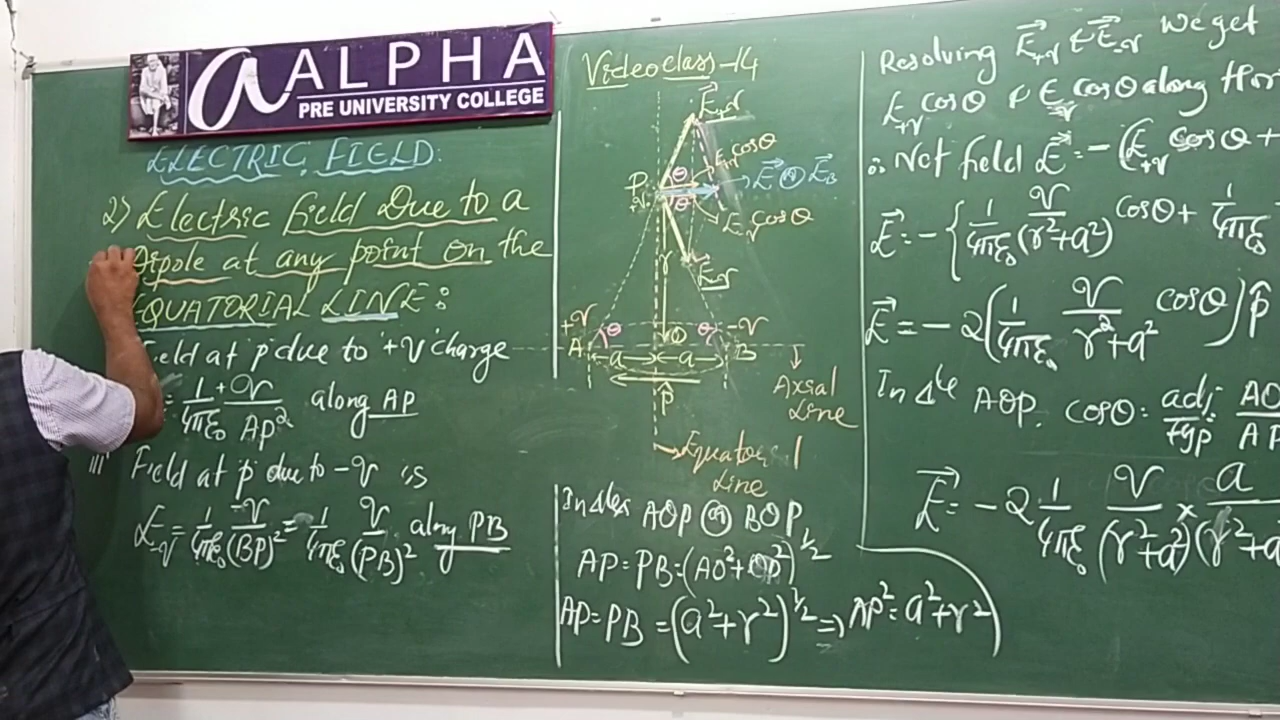 a ALPHA
PRE UNIVERSITY COLLEGE
ELECTRIC FIELD:
2) Electric field Due to a
Dipole at any point on the
EQUATORIAL LINE:
field at p due to '+q' charge
= 1/4πε₀ +q/AP² along AP
iii Field at p due to -q is
E-q = 1/4πε₀ -q/(BP)² = 1/4πε₀ q/(PB)² along PB
Video class-14
E+q
E+q cosθ
P
θ
+q
E
E-q cosθ
θ
E-q
r
+q θ
θ -q
A
a
O
a
B
p̂
Axial
Line
Equatorial
Line
AOP BOP
AP = PB = (AO²+OP²)^1/2
AP = PB = (a²+r²)^1/2 ⇒ AP² = a²+r²
Resolving E+q & E-q We get
E+q cosθ & E-q cosθ along Hor
∴ Net field E = -(E+q cosθ +
E = -{1/4πε₀ q/(r²+a²) cosθ + 1/4πε₀
E = -2(1/4πε₀ q/r²+a² cosθ) p̂
In Δle AOP. cosθ = adj/hyp = AO/AP
E = -2 1/4πε₀ q/(r²+a²) × a/(r²+a